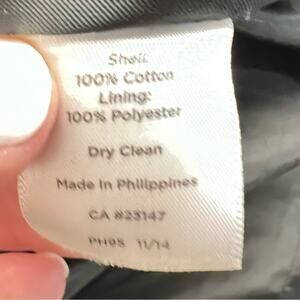 Shell:
100% Cotton
Lining:
100% Polyester
Dry Clean
Made In Philippines
CA #23147
PH95 11/14